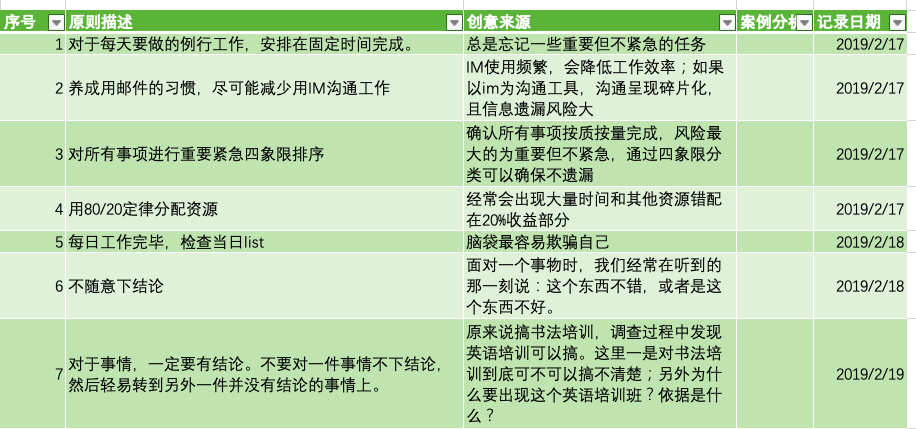 序号 原则描述 创意来源 案例分析 记录日期
1 对于每天要做的例行工作，安排在固定时间完成。 总是忘记一些重要但不紧急的任务 2019/2/17
2 养成用邮件的习惯，尽可能减少用IM沟通工作 IM使用频繁，会降低工作效率；如果
以im为沟通工具，沟通呈现碎片化，
且信息遗漏风险大 2019/2/17
3 对所有事项进行重要紧急四象限排序 确认所有事项按质按量完成，风险最
大的为重要但不紧急，通过四象限分
类可以确保不遗漏 2019/2/17
4 用80/20定律分配资源 经常会出现大量时间和其他资源错配
在20%收益部分 2019/2/17
5 每日工作完毕，检查当日list 脑袋最容易欺骗自己 2019/2/18
6 不随意下结论 面对一个事物时，我们经常在听到的
那一刻说：这个东西不错，或者是这
个东西不好。 2019/2/18
7 对于事情，一定要有结论。不要对一件事情不下结论，
然后轻易转到另外一件并没有结论的事情上。 原来说搞书法培训，调查过程中发现
英语培训可以搞。这里一是对书法培
训到底可不可以搞不清楚；另外为什
么要出现这个英语培训班？依据是什
么？ 2019/2/19